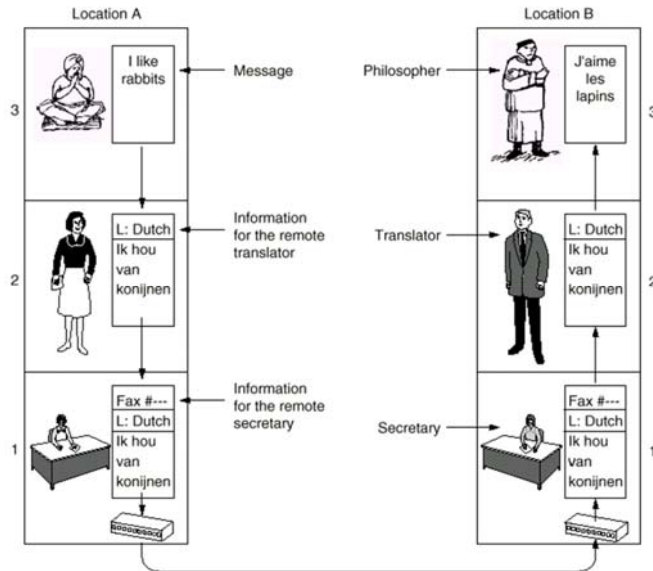 Location A
Location B
3
I like
rabbits
Message
Philosopher
J'aime
les
lapins
3
2
L: Dutch
Ik hou
van
konijnen
Information
for the remote
translator
Translator
L: Dutch
Ik hou
van
konijnen
2
1
Fax #---
L: Dutch
Ik hou
van
konijnen
Information
for the remote
secretary
Secretary
Fax #---
L: Dutch
Ik hou
van
konijnen
1